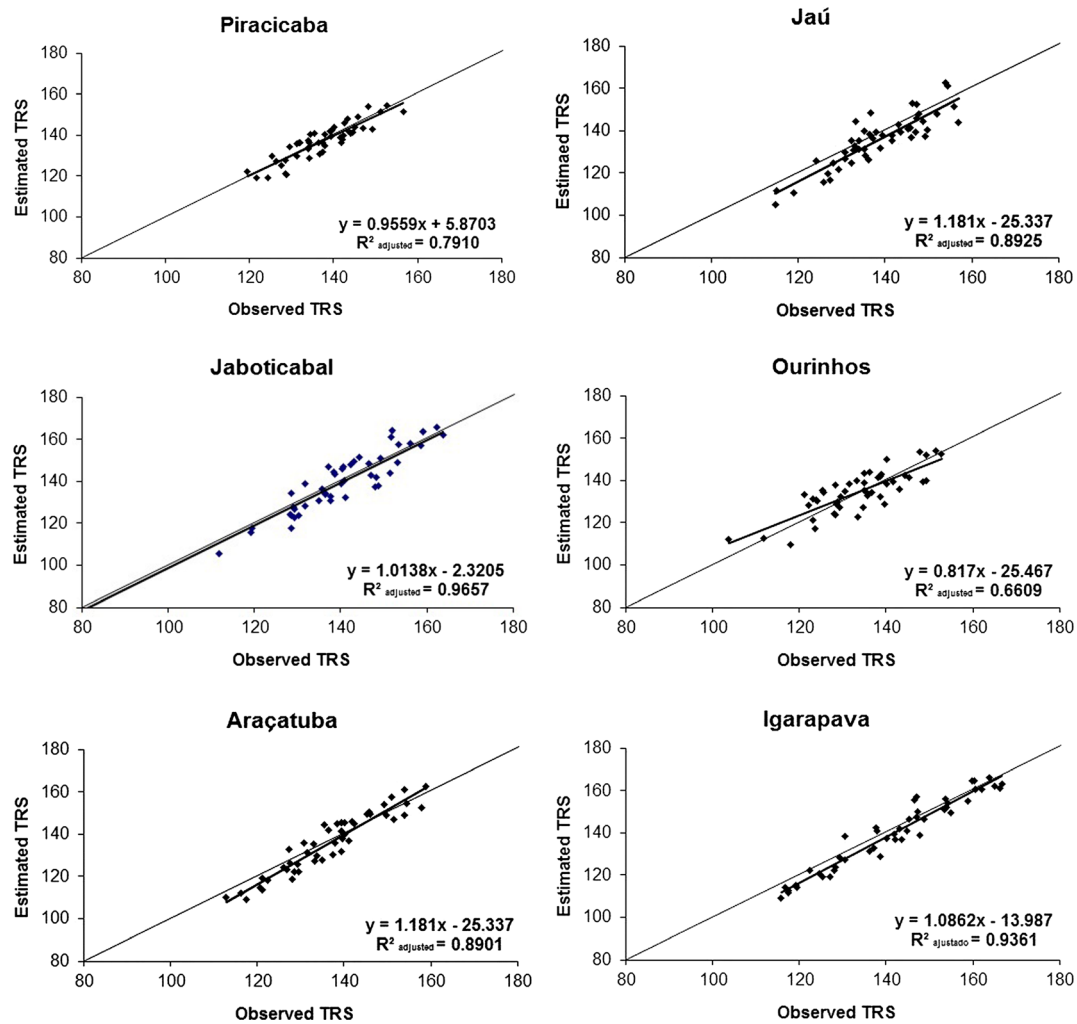 Piracicaba
180
160
140
120
100
80
80
100
120
140
160
180
Estimated TRS
Observed TRS
y = 0.9559x + 5.8703
R² adjusted = 0.7910
Jaú
180
160
140
120
100
80
80
100
120
140
160
180
Estimaed TRS
Observed TRS
y = 1.181x - 25.337
R² adjusted = 0.8925
Jaboticabal
180
160
140
120
100
80
80
100
120
140
160
180
Estimated TRS
Observed TRS
y = 1.0138x - 2.3205
R² adjusted = 0.9657
Ourinhos
180
160
140
120
100
80
80
100
120
140
160
180
Estimated TRS
Observed TRS
y = 0.817x - 25.467
R² adjusted = 0.6609
Araçatuba
180
160
140
120
100
80
80
100
120
140
160
180
Estimated TRS
Observed TRS
y = 1.181x - 25.337
R² adjusted = 0.8901
Igarapava
180
160
140
120
100
80
80
100
120
140
160
180
Estimated TRS
Observed TRS
y = 1.0862x - 13.987
R² ajustado = 0.9361